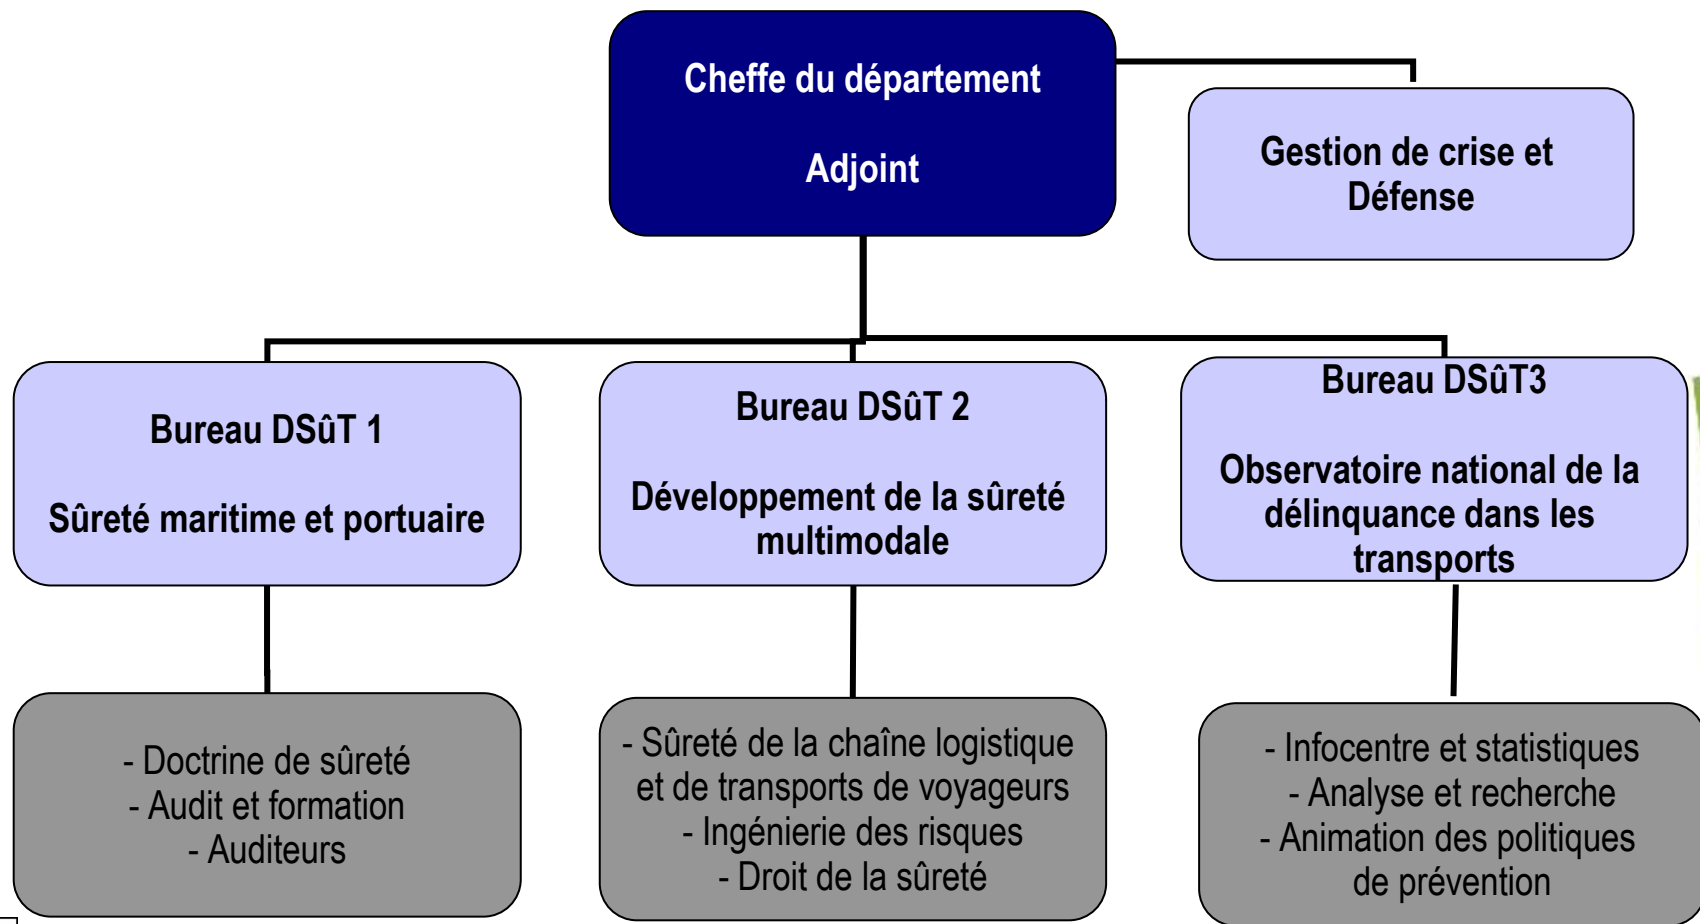 Cheffe du département
Adjoint
Gestion de crise et
Défense
Bureau DSûT 1
Sûreté maritime et portuaire
Bureau DSûT 2
Développement de la sûreté
multimodale
Bureau DSûT3
Observatoire national de la
délinquance dans les
transports
- Doctrine de sûreté
- Audit et formation
- Auditeurs
- Sûreté de la chaîne logistique
et de transports de voyageurs
- Ingénierie des risques
- Droit de la sûreté
- Infocentre et statistiques
- Analyse et recherche
- Animation des politiques
de prévention